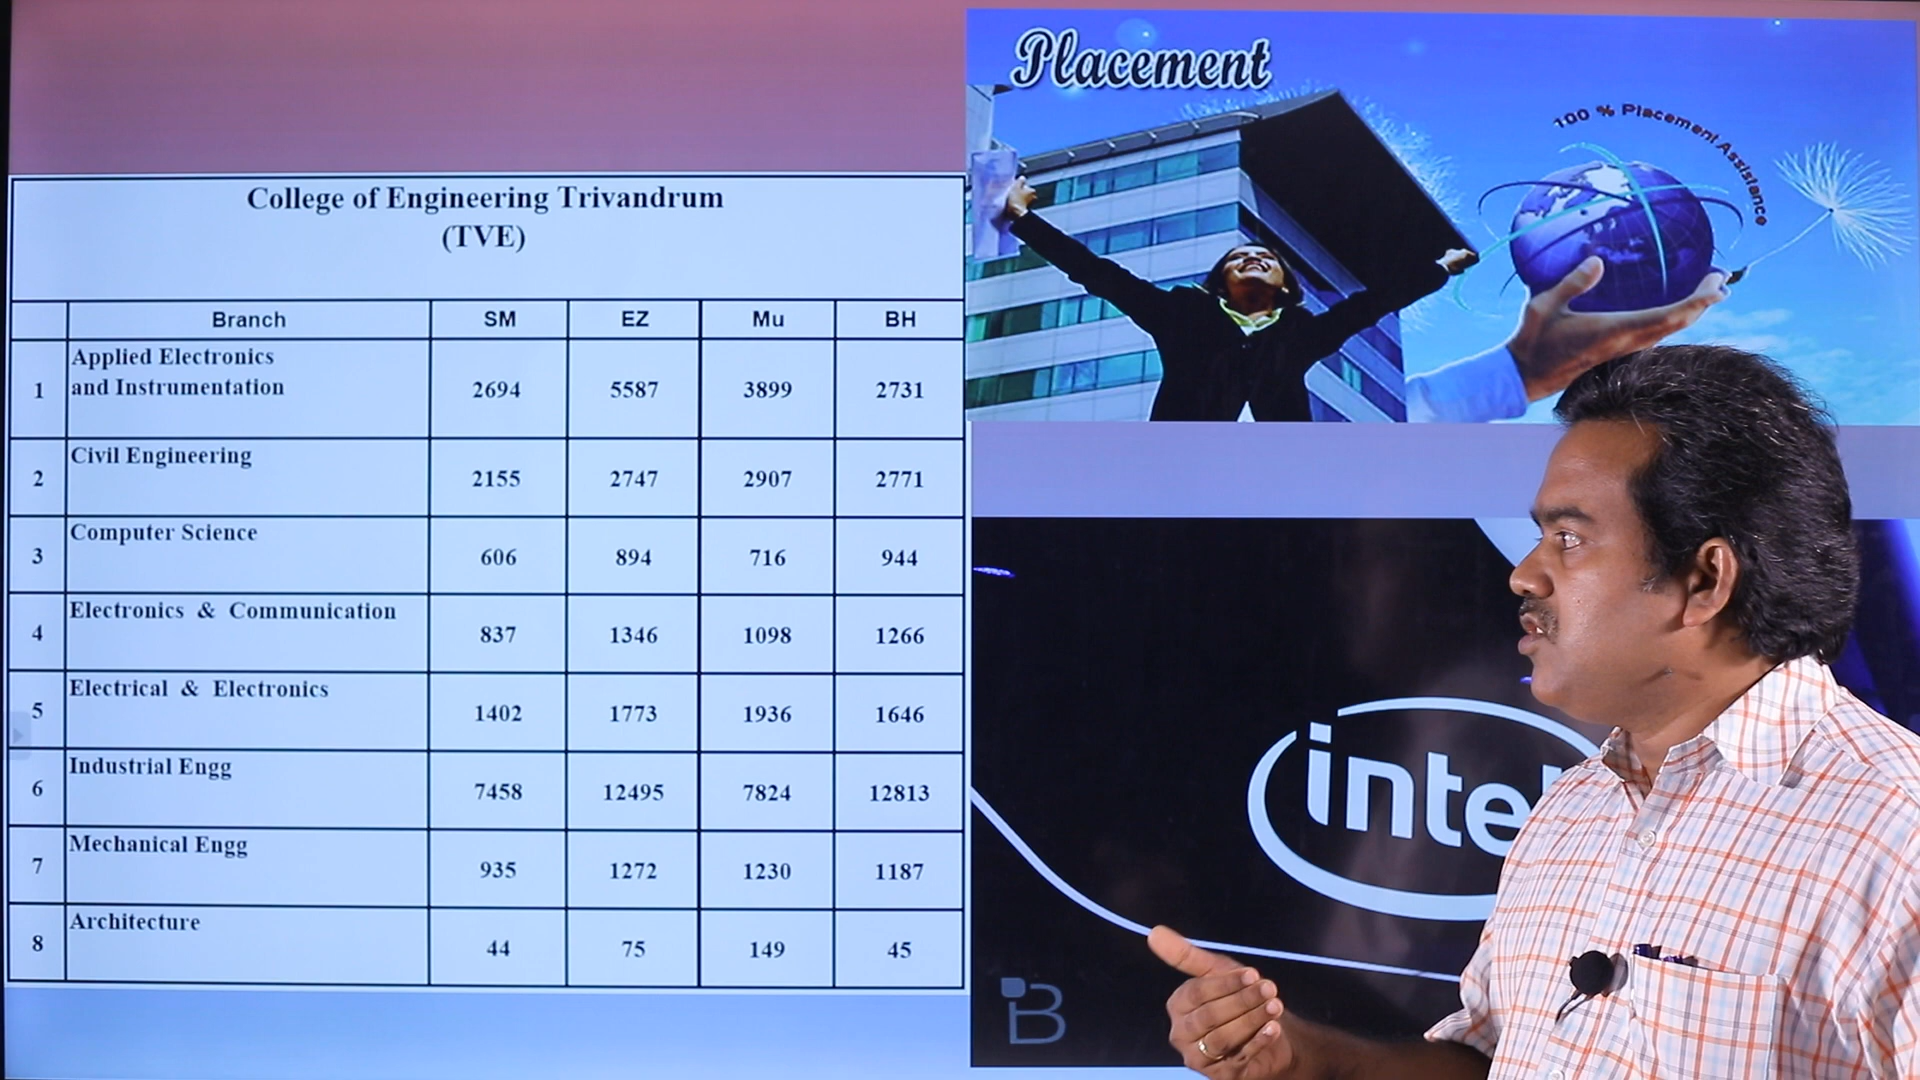 College of Engineering Trivandrum
(TVE)
Branch SM EZ Mu BH
1 Applied Electronics
and Instrumentation 2694 5587 3899 2731
2 Civil Engineering 2155 2747 2907 2771
3 Computer Science 606 894 716 944
4 Electronics & Communication 837 1346 1098 1266
5 Electrical & Electronics 1402 1773 1936 1646
6 Industrial Engg 7458 12495 7824 12813
7 Mechanical Engg 935 1272 1230 1187
8 Architecture 44 75 149 45
Placement
100 % Placement Assistance
B